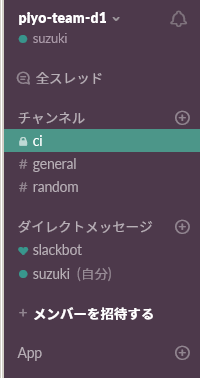 piyo-team-d1
suzuki
全スレッド
チャンネル
ci
# general
# random
ダイレクトメッセージ
slackbot
suzuki (自分)
+ メンバーを招待する
App